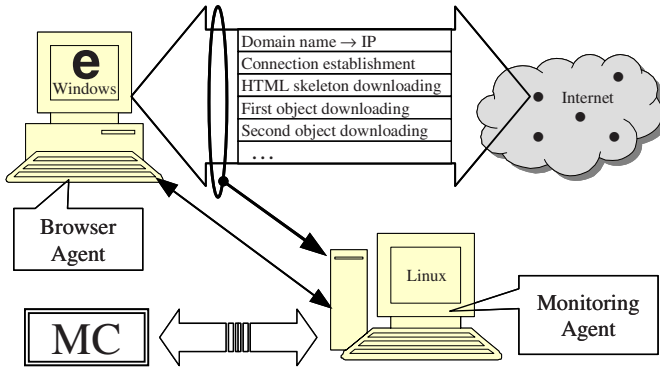 e
Windows
Domain name → IP
Connection establishment
HTML skeleton downloading
First object downloading
Second object downloading
...
Internet
Browser
Agent
Linux
Monitoring
Agent
MC